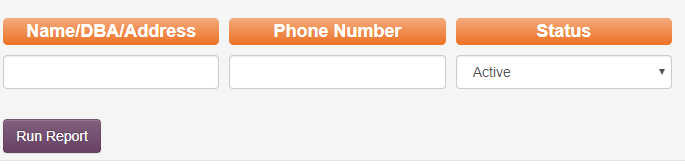 Name/DBA/Address Phone Number Status
Active
Run Report